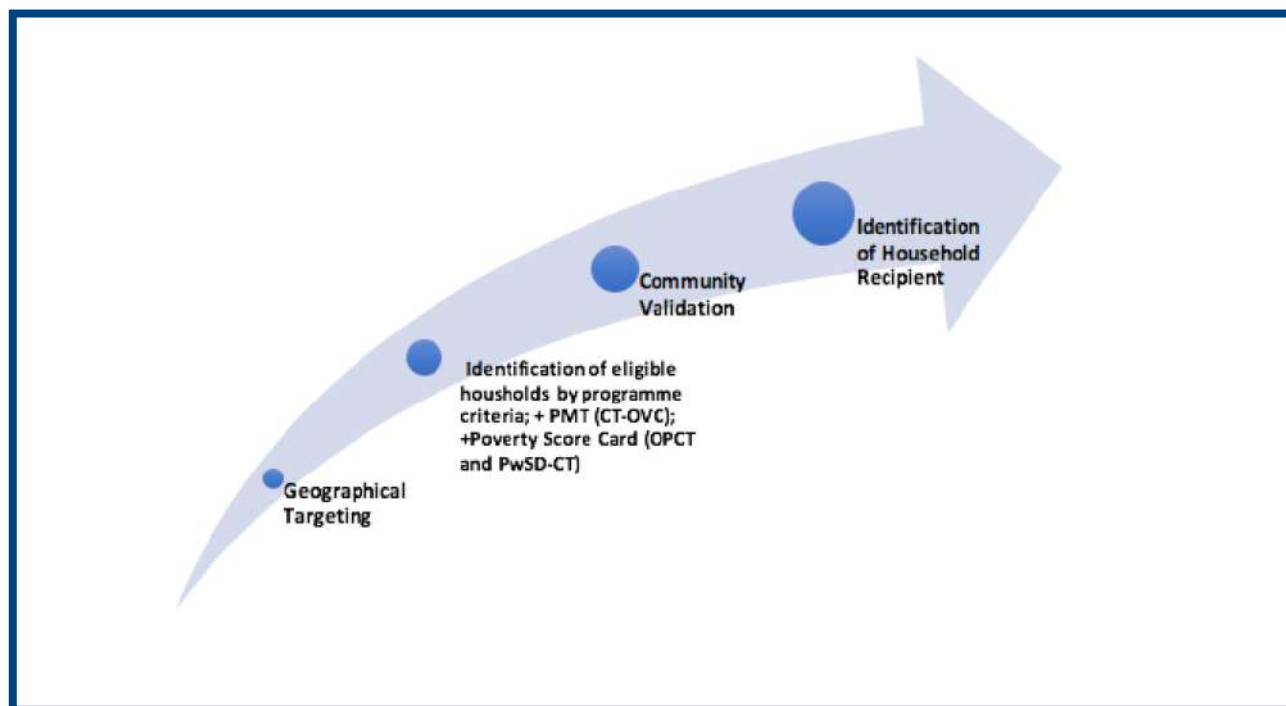 Geographical
Targeting
Identification of eligible
housholds by programme
criteria; + PMT (CT-OVC);
+Poverty Score Card (OPCT
and PwSD-CT)
Community
Validation
Identification
of Household
Recipient